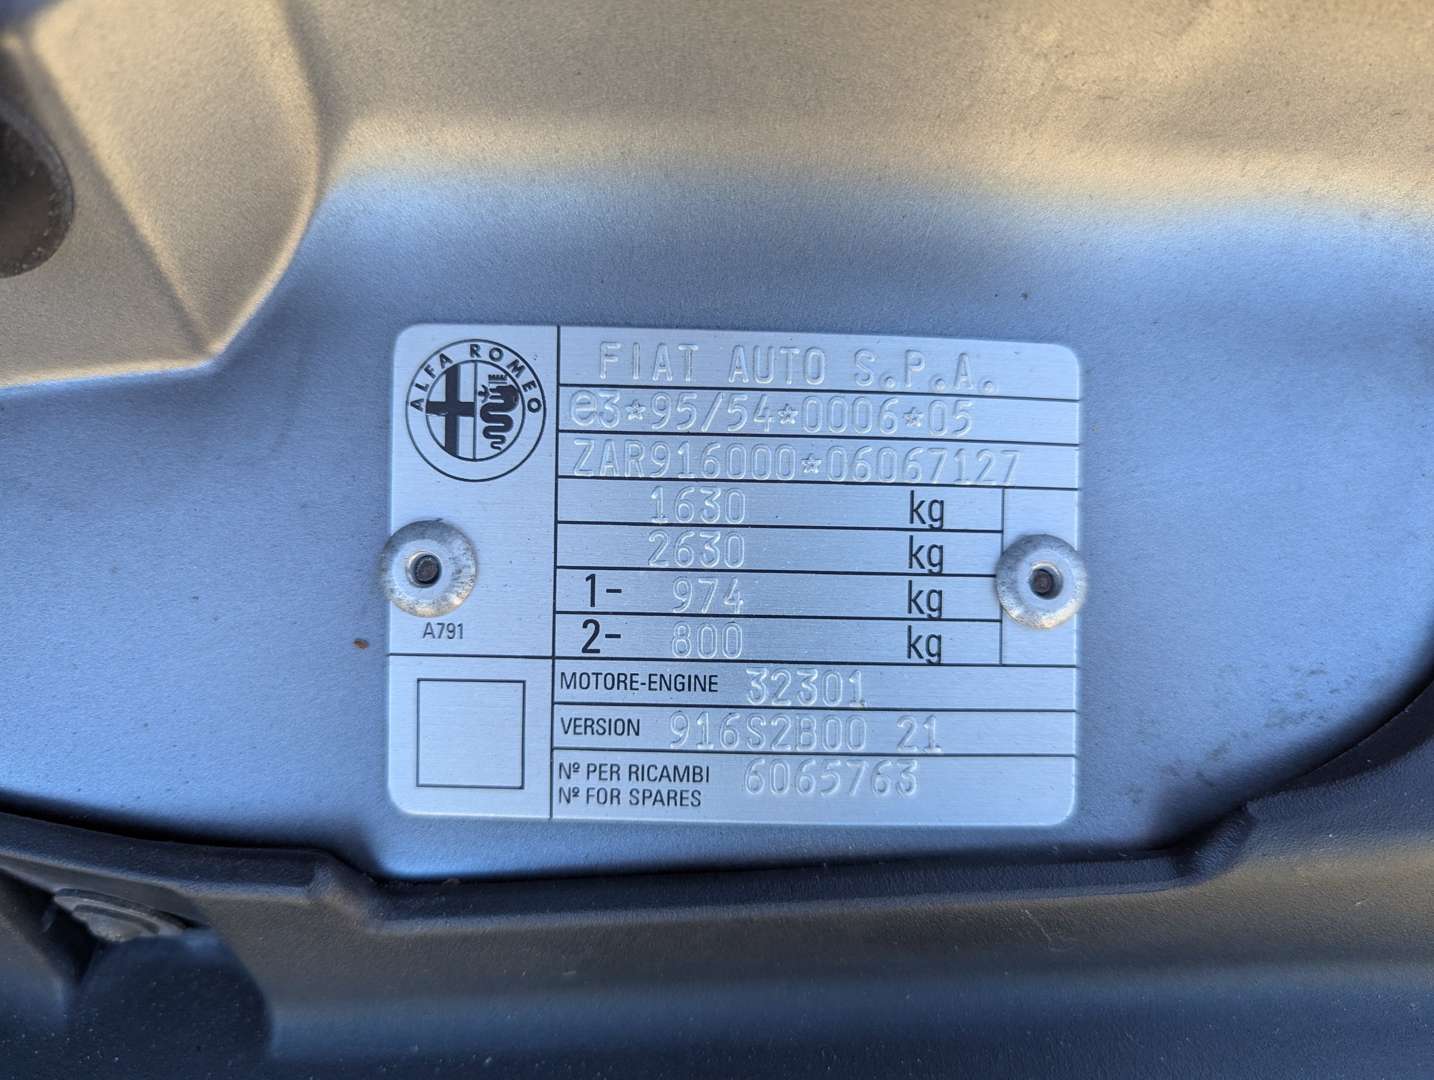 ALFA ROMEO
FIAT AUTO S.P.A.
e3*95/54*0006*05
ZAR916000*06067127
1630 kg
2630 kg
1- 974 kg
2- 800 kg
A791
MOTORE-ENGINE 32301
VERSION 916S2B00 21
Nº PER RICAMBI 6065763
Nº FOR SPARES